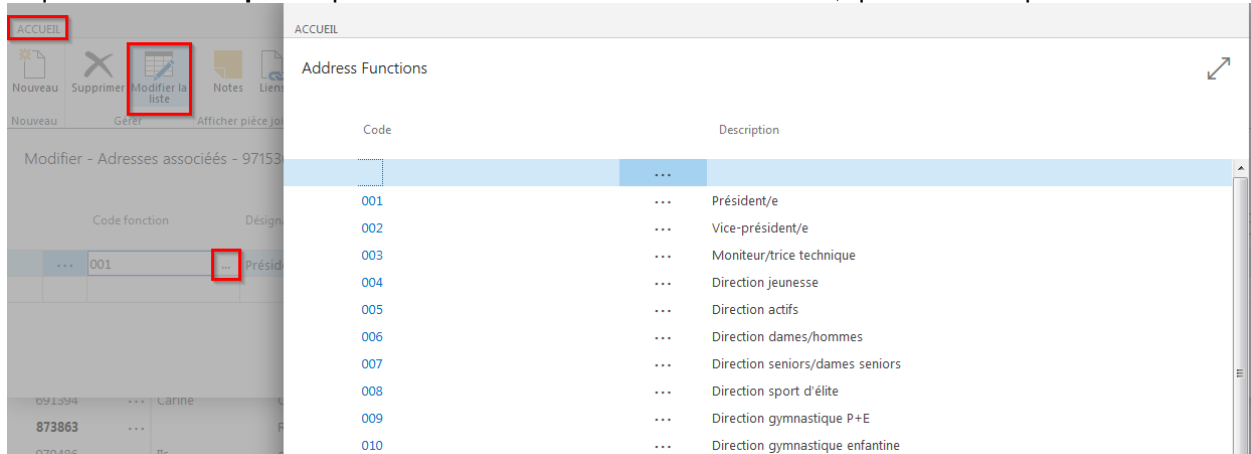 ACCUEIL
Nouveau Supprimer Modifier la liste Notes Liens
Nouveau Gérer Afficher pièce joi
Modifier - Adresses associéés - 97153
Code fonction Désign
... 001 ... Présid
691394 ... Carine
873863 ...
ACCUEIL
Address Functions
Code Description
...
001 ... Président/e
002 ... Vice-président/e
003 ... Moniteur/trice technique
004 ... Direction jeunesse
005 ... Direction actifs
006 ... Direction dames/hommes
007 ... Direction seniors/dames seniors
008 ... Direction sport d'élite
009 ... Direction gymnastique P+E
010 ... Direction gymnastique enfantine